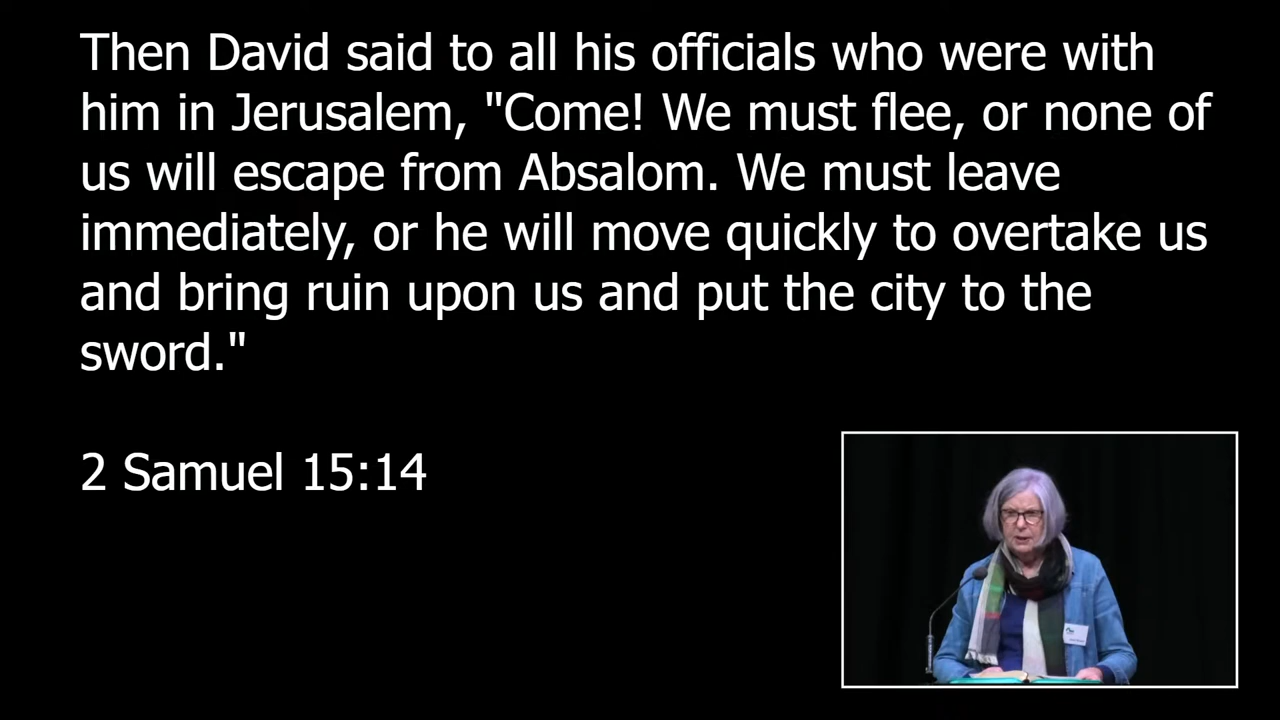 Then David said to all his officials who were with
him in Jerusalem, "Come! We must flee, or none of
us will escape from Absalom. We must leave
immediately, or he will move quickly to overtake us
and bring ruin upon us and put the city to the
sword."
2 Samuel 15:14